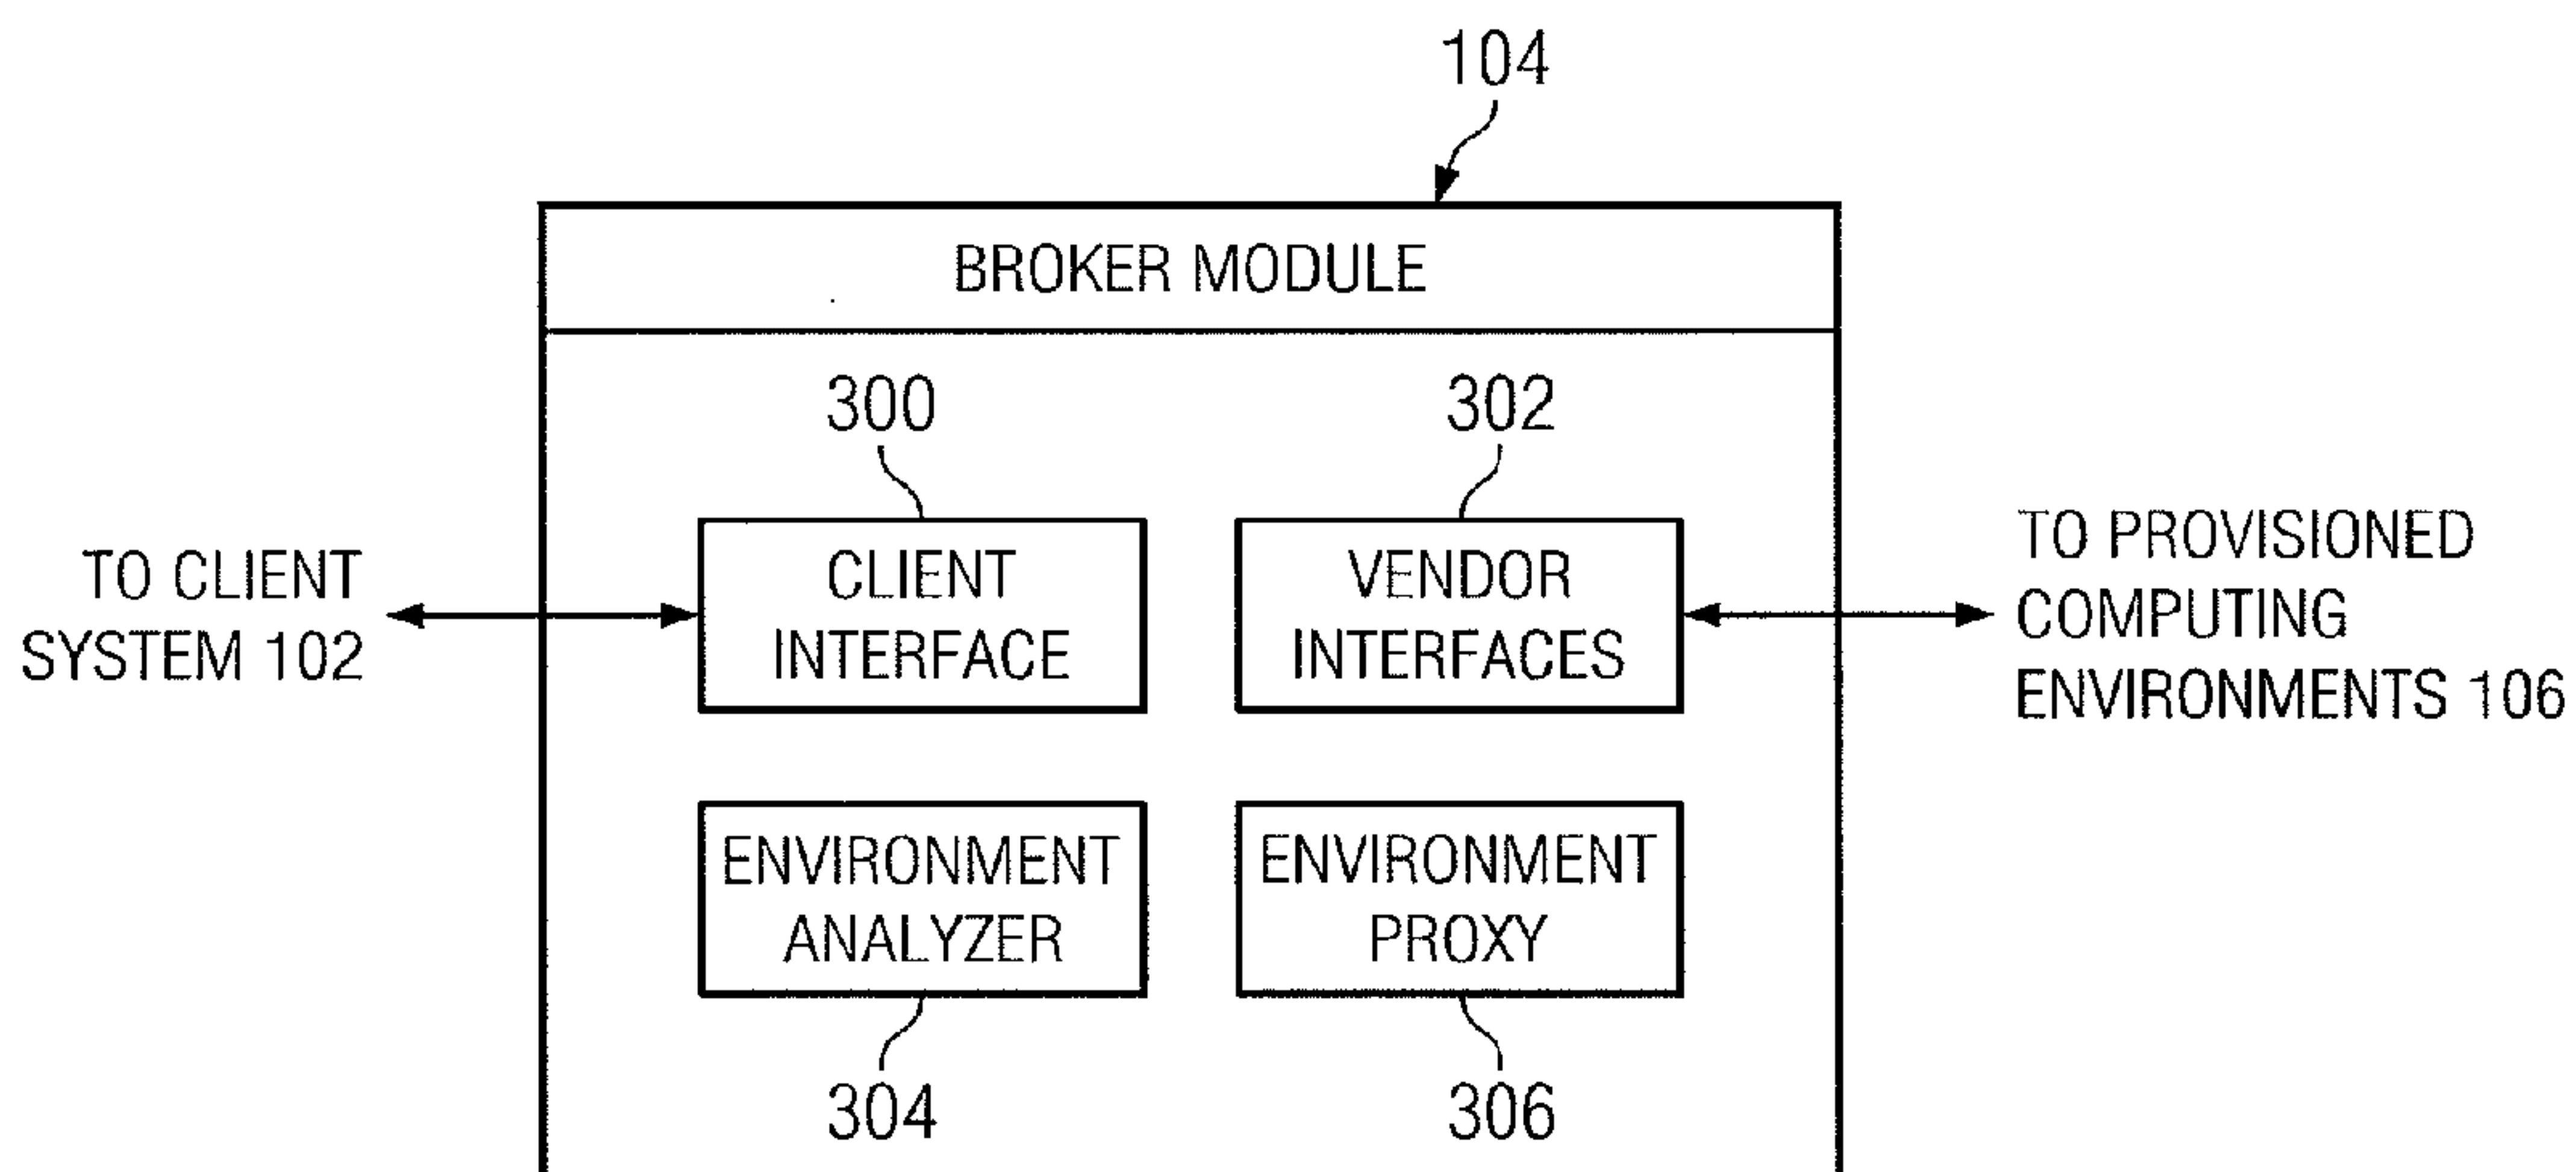 104
BROKER MODULE
300
302
TO CLIENT
SYSTEM 102
CLIENT
INTERFACE
VENDOR
INTERFACES
TO PROVISIONED
COMPUTING
ENVIRONMENTS 106
ENVIRONMENT
ANALYZER
ENVIRONMENT
PROXY
304
306